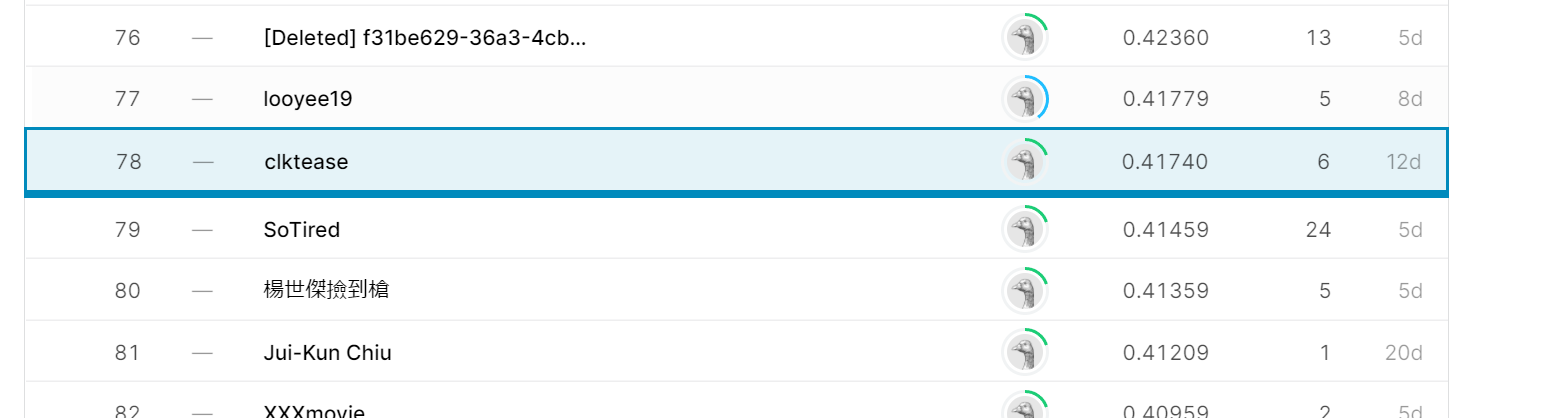 76 — [Deleted] f31be629-36a3-4cb... 0.42360 13 5d
77 — looyee19 0.41779 5 8d
78 — clktease 0.41740 6 12d
79 — SoTired 0.41459 24 5d
80 — 楊世傑撿到槍 0.41359 5 5d
81 — Jui-Kun Chiu 0.41209 1 20d
82 — XXXmovie 0.40959 2 5d